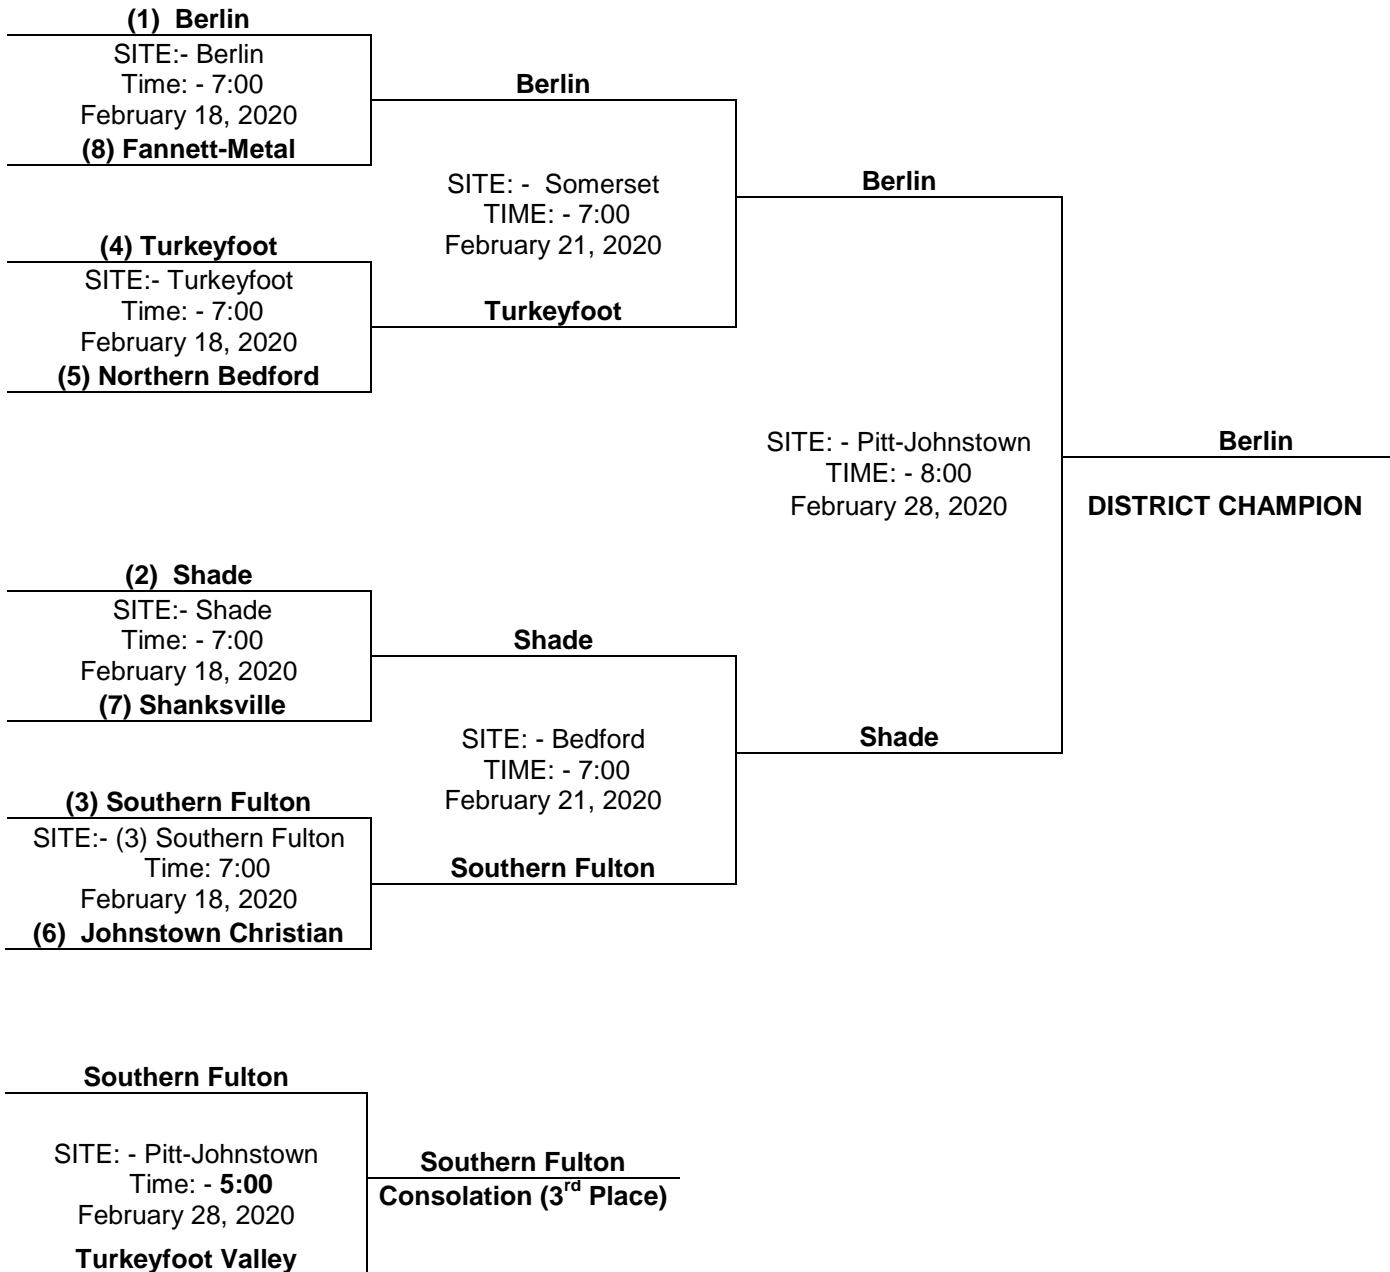 (1) Berlin
SITE:- Berlin
Time: - 7:00
February 18, 2020
(8) Fannett-Metal
Berlin
(4) Turkeyfoot
SITE:- Turkeyfoot
Time: - 7:00
February 18, 2020
(5) Northern Bedford
SITE: - Somerset
TIME: - 7:00
February 21, 2020
Turkeyfoot
Berlin
SITE: - Pitt-Johnstown
TIME: - 8:00
February 28, 2020
Berlin
DISTRICT CHAMPION
(2) Shade
SITE:- Shade
Time: - 7:00
February 18, 2020
(7) Shanksville
Shade
(3) Southern Fulton
SITE:- (3) Southern Fulton
Time: 7:00
February 18, 2020
(6) Johnstown Christian
SITE: - Bedford
TIME: - 7:00
February 21, 2020
Southern Fulton
Shade
Southern Fulton
SITE: - Pitt-Johnstown
Time: - 5:00
February 28, 2020
Turkeyfoot Valley
Southern Fulton
Consolation (3rd Place)